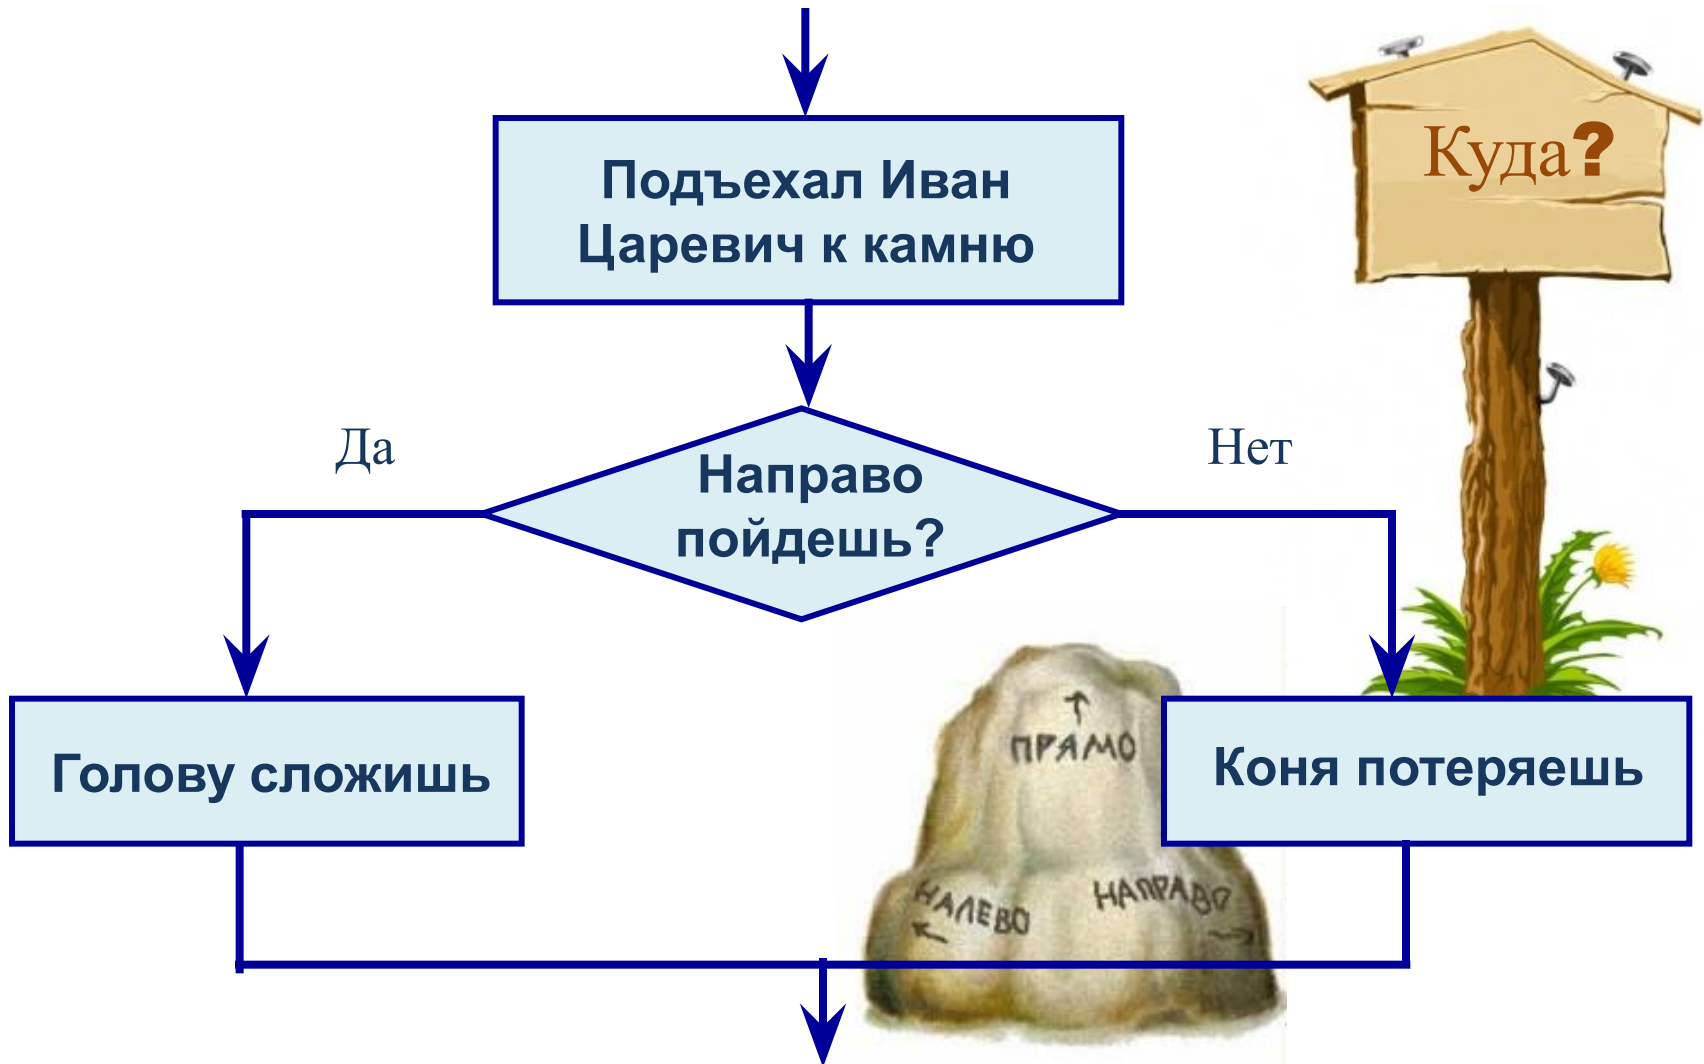 Подъехал Иван
Царевич к камню
Куда?
Да
Нет
Направо
пойдешь?
Голову сложишь
ПРЯМО
Коня потеряешь
НАЛЕВО
НАПРАВО